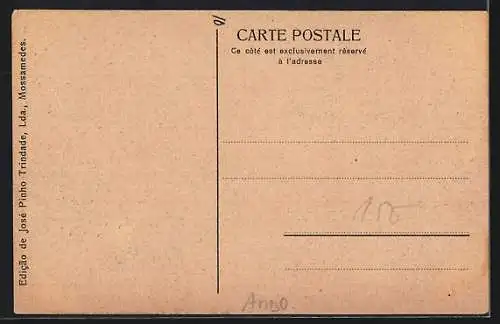 Edição de José Pinho Trindade, Lda., Mossamedes.
CARTE POSTALE
Ce côté est exclusivement réservé
à l'adresse